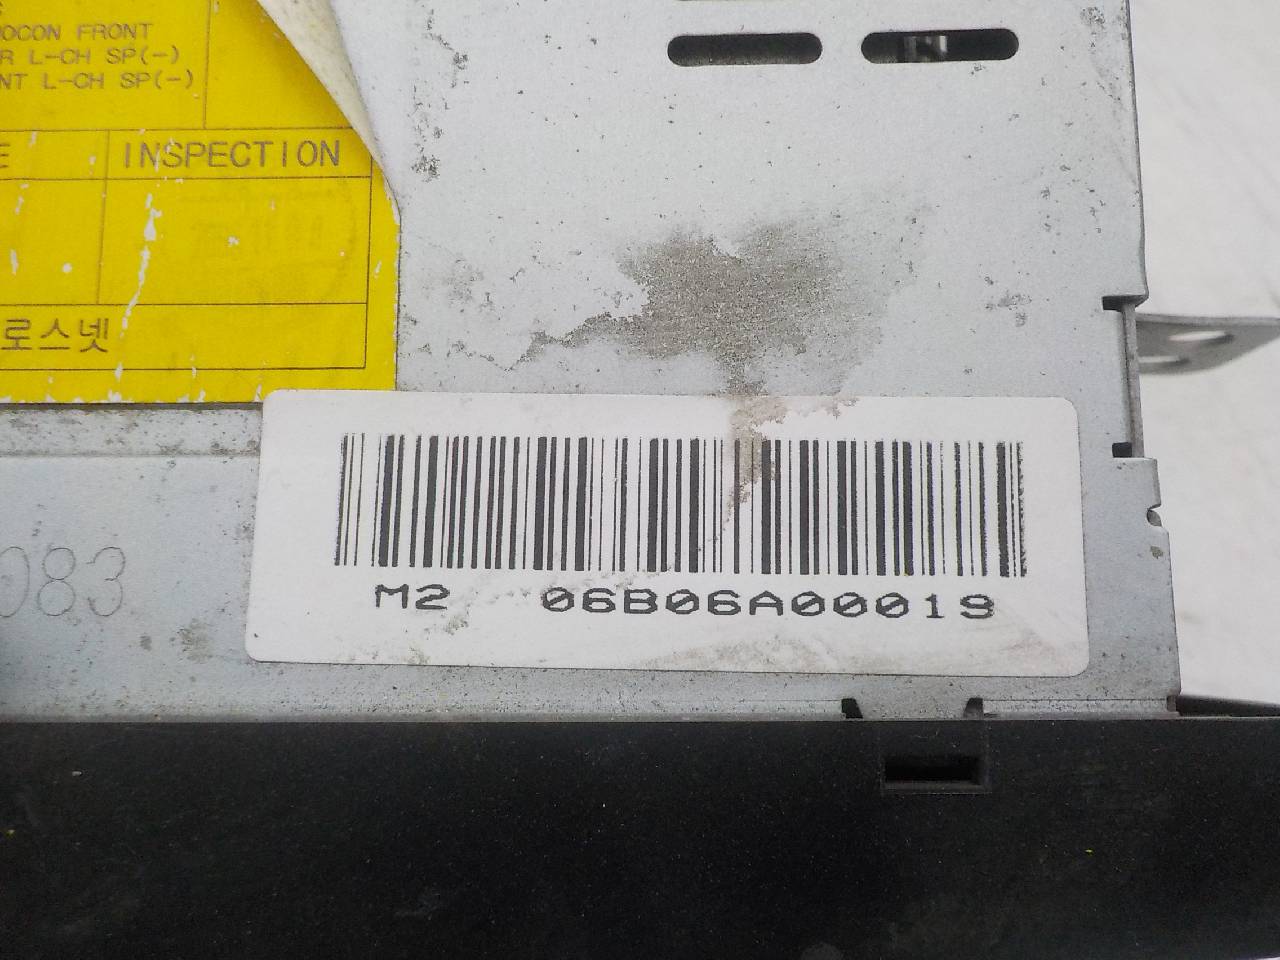 OCON FRONT
R L-CH SP(-)
NT L-CH SP(-)
E INSPECTION
로스넷
083
M2 06B06A00019